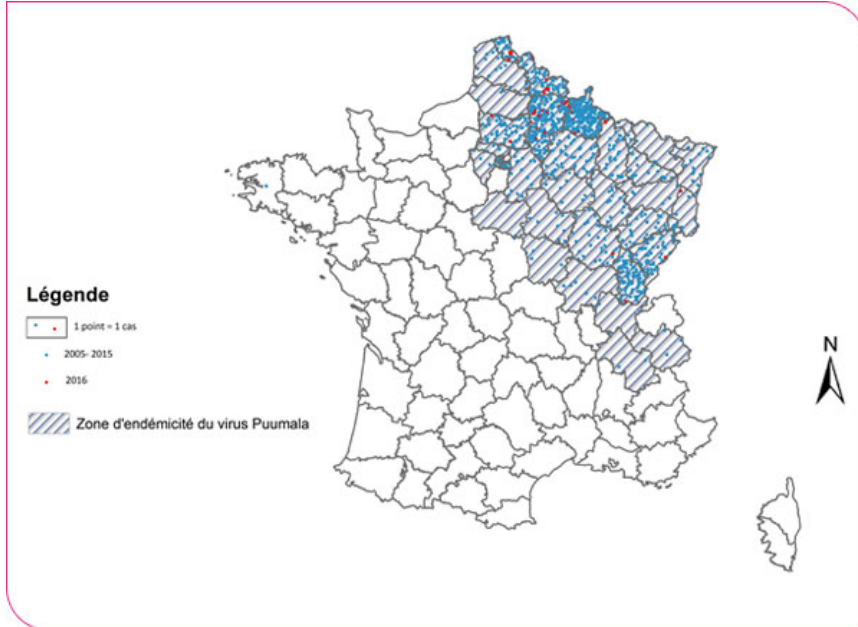 Légende
1 point = 1 cas
2005- 2015
2016
Zone d'endémicité du virus Puumala
N